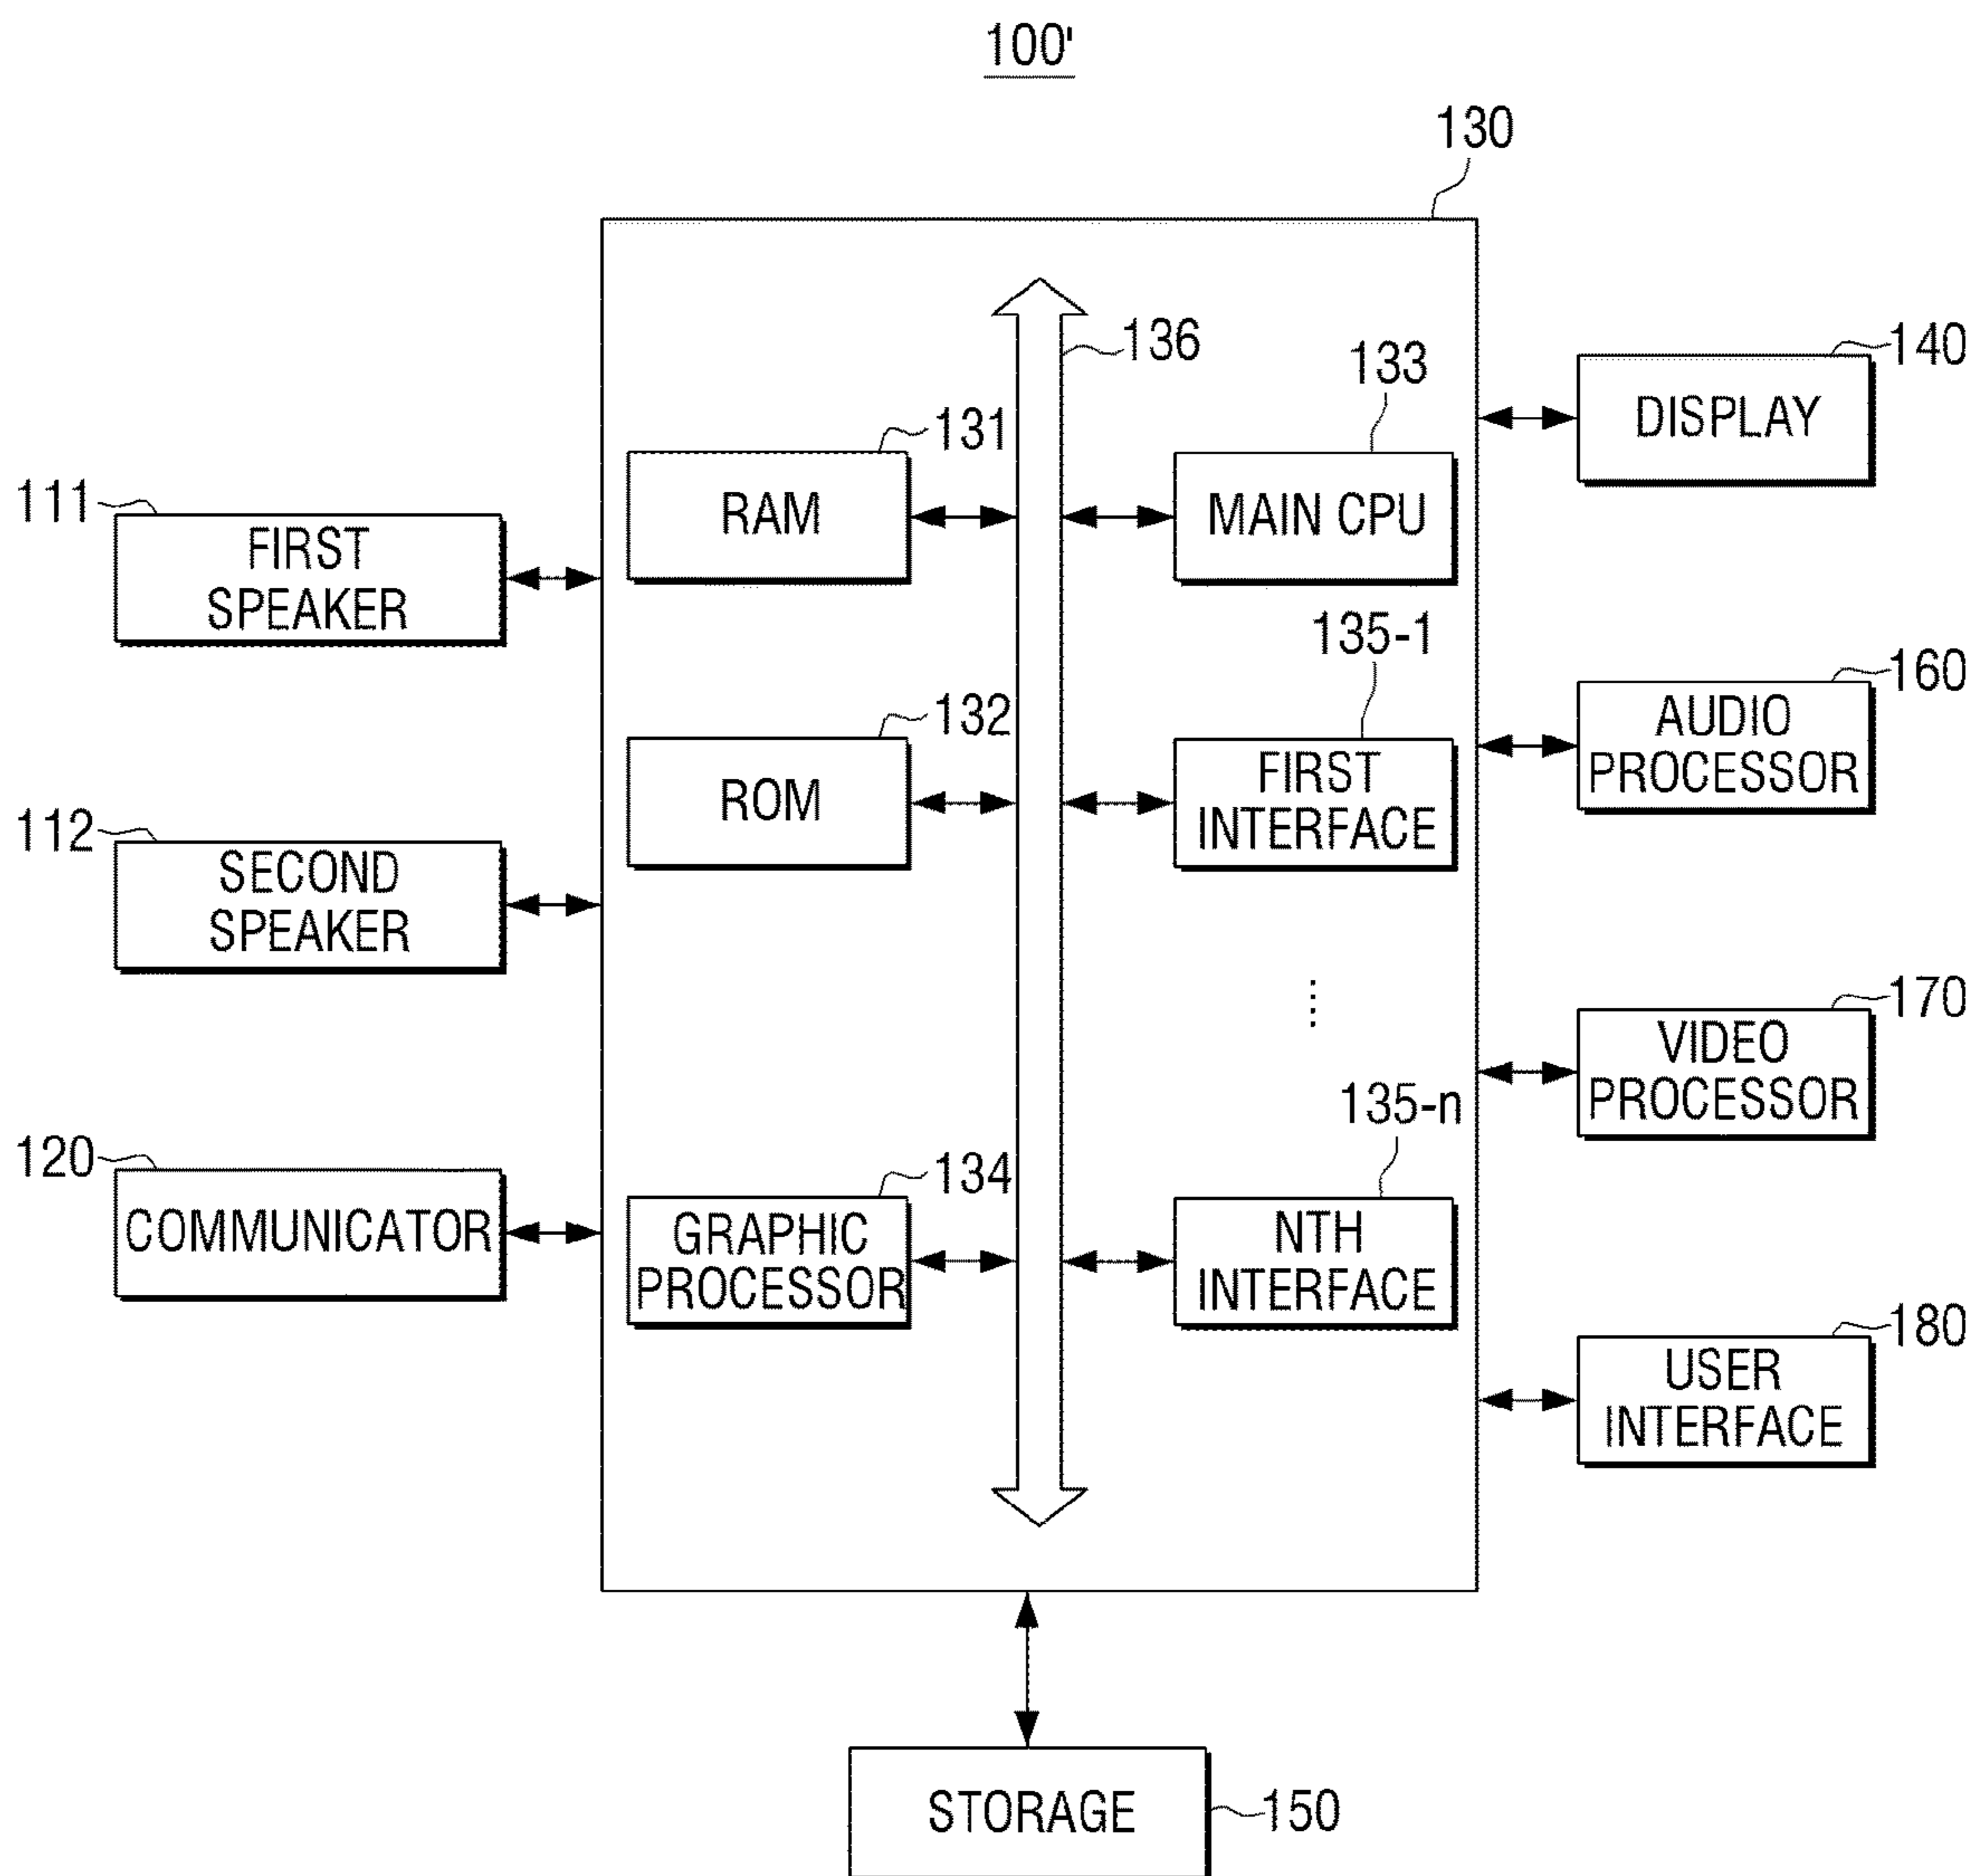 100'
130
136
133
140
DISPLAY
131
RAM
MAIN CPU
111
FIRST
SPEAKER
135-1
160
AUDIO
PROCESSOR
132
ROM
FIRST
INTERFACE
112
SECOND
SPEAKER
170
VIDEO
PROCESSOR
135-n
120
COMMUNICATOR
134
GRAPHIC
PROCESSOR
NTH
INTERFACE
180
USER
INTERFACE
STORAGE
150